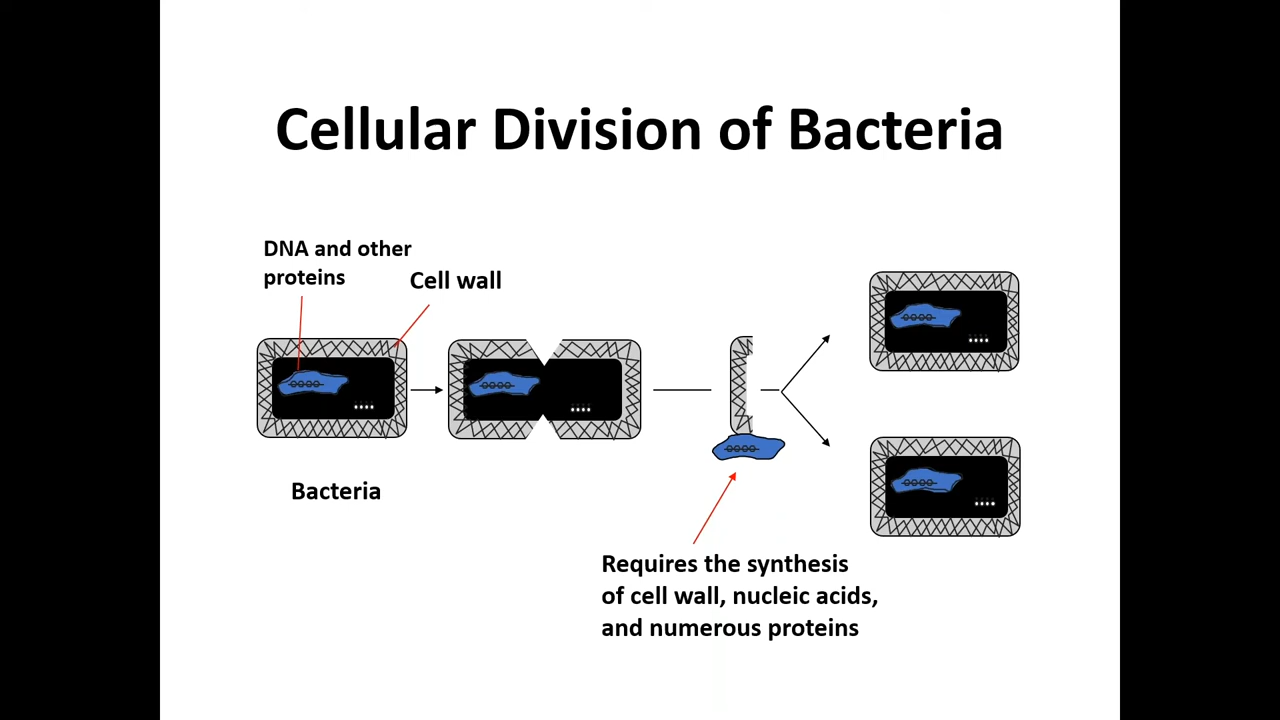 Cellular Division of Bacteria
DNA and other
proteins
Cell wall
Bacteria
Requires the synthesis
of cell wall, nucleic acids,
and numerous proteins